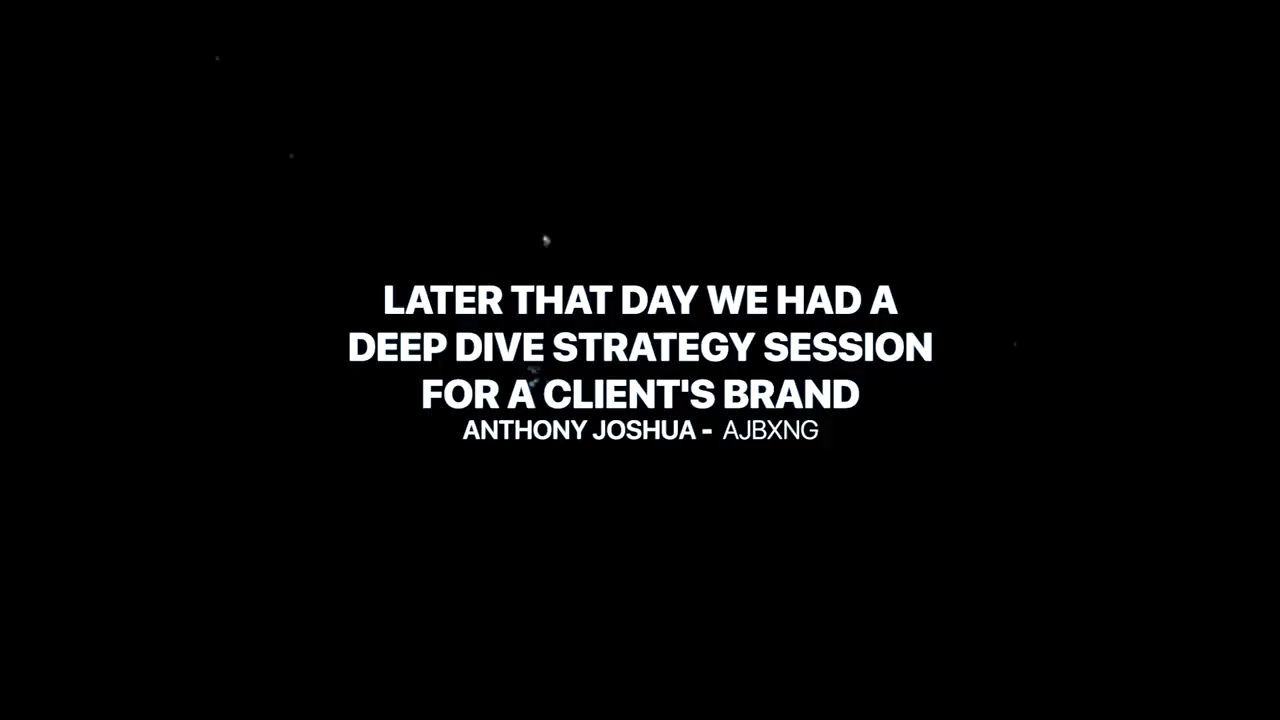 LATER THAT DAY WE HAD A
DEEP DIVE STRATEGY SESSION
FOR A CLIENT'S BRAND
ANTHONY JOSHUA - AJBXNG